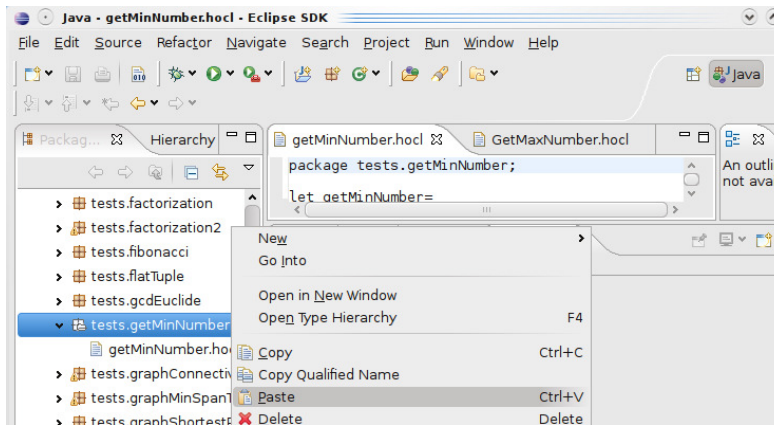 Java - getMinNumber.hocl - Eclipse SDK
File Edit Source Refactor Navigate Search Project Run Window Help
Java
Packag... Hierarchy
getMinNumber.hocl GetMaxNumber.hocl
An outli
not ava
package tests.getMinNumber;
let getMinNumber=
tests.factorization
tests.factorization2
tests.fibonacci
tests.flatTuple
tests.gcdEuclide
tests.getMinNumber
getMinNumber.ho
tests.graphConnectiv
tests.graphMinSpanT
tests.graphShortestP
New
Go Into
Open in New Window
Open Type Hierarchy F4
Copy Ctrl+C
Copy Qualified Name
Paste Ctrl+V
Delete Delete